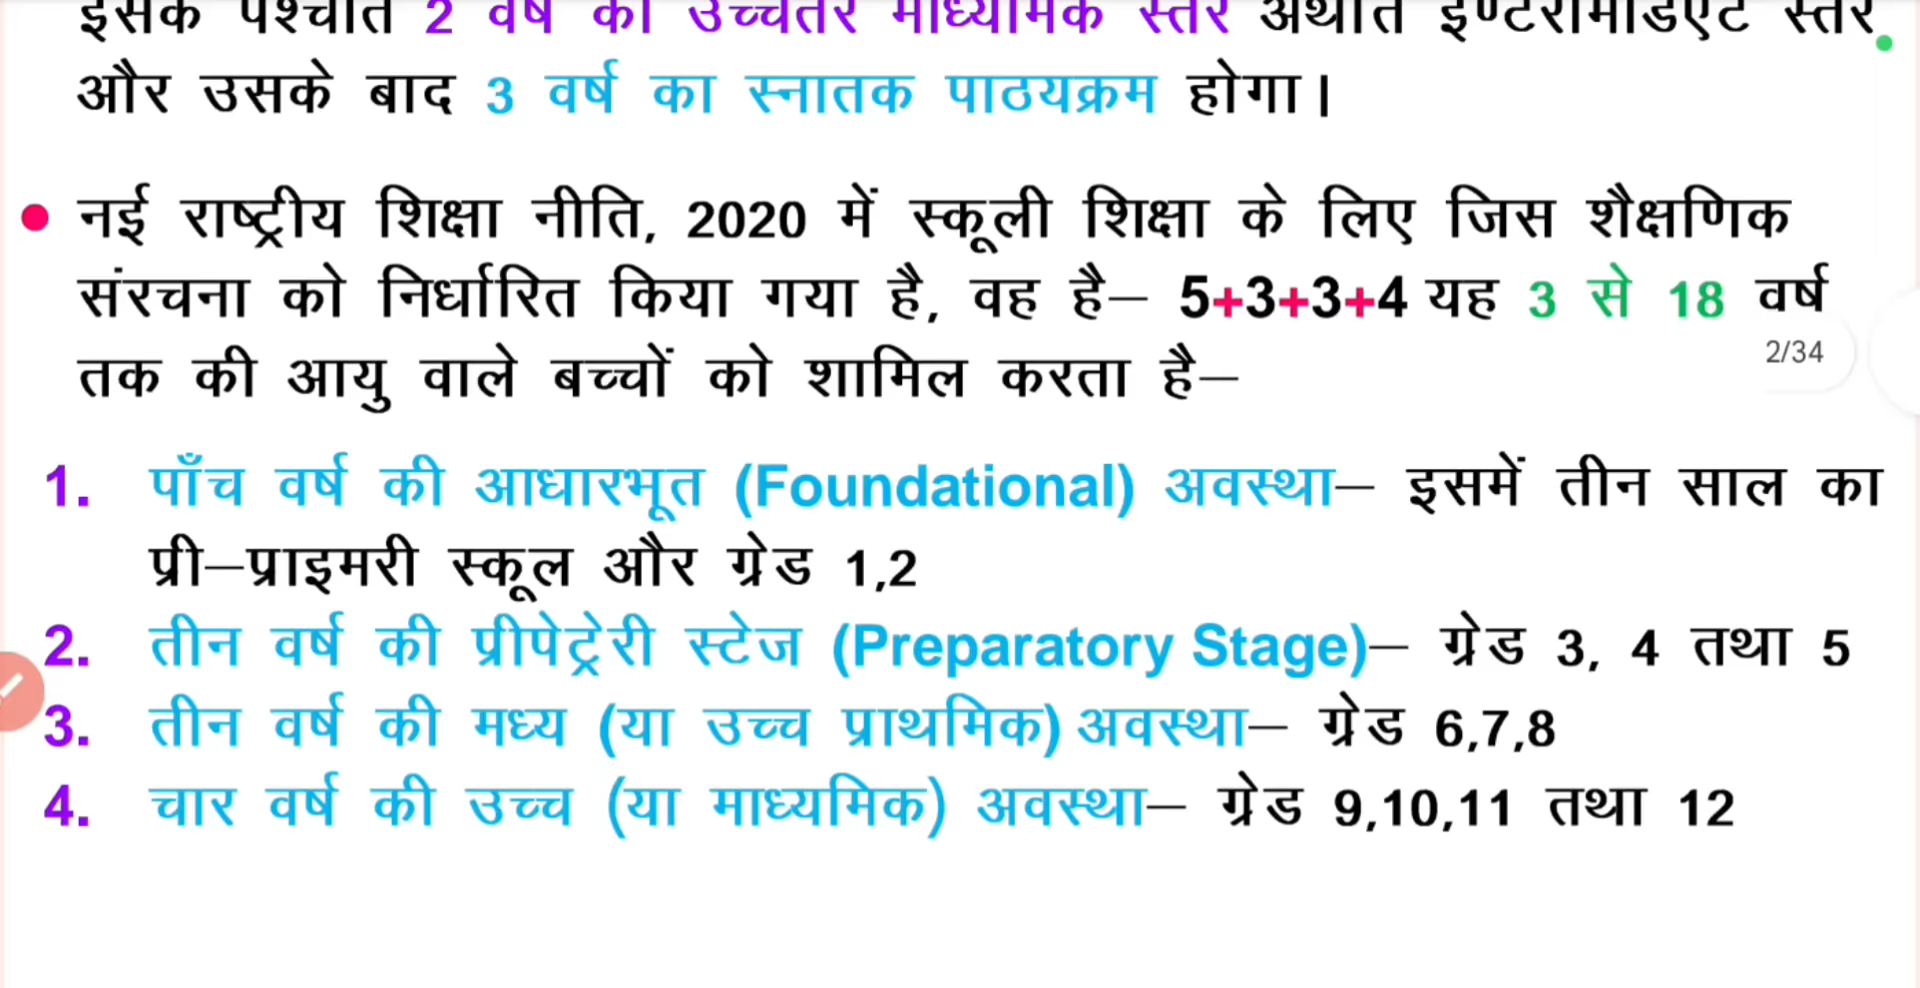 इसके पश्चात 2 वर्ष का उच्चतर माध्यमिक स्तर अर्थात इण्टरमीडिएट स्तर
और उसके बाद 3 वर्ष का स्नातक पाठयक्रम होगा।
• नई राष्ट्रीय शिक्षा नीति, 2020 में स्कूली शिक्षा के लिए जिस शैक्षणिक
संरचना को निर्धारित किया गया है, वह है— 5+3+3+4 यह 3 से 18 वर्ष
2/34
तक की आयु वाले बच्चों को शामिल करता है—
1. पाँच वर्ष की आधारभूत (Foundational) अवस्था— इसमें तीन साल का
प्री—प्राइमरी स्कूल और ग्रेड 1,2
2. तीन वर्ष की प्रीपेट्रेरी स्टेज (Preparatory Stage)— ग्रेड 3, 4 तथा 5
3. तीन वर्ष की मध्य (या उच्च प्राथमिक) अवस्था— ग्रेड 6,7,8
4. चार वर्ष की उच्च (या माध्यमिक) अवस्था— ग्रेड 9,10,11 तथा 12